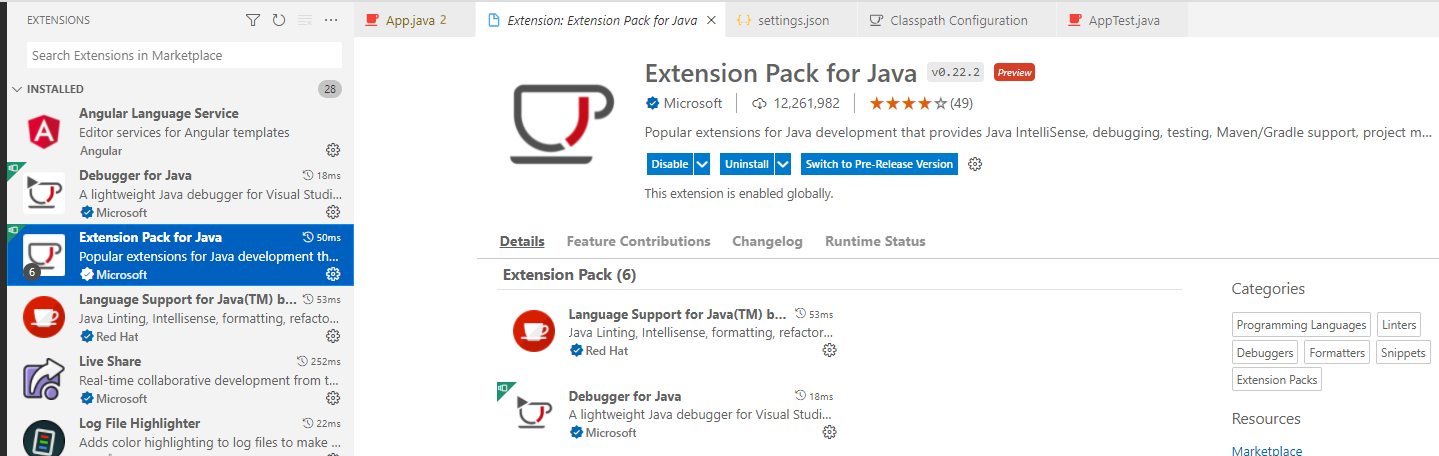 EXTENSIONS
Search Extensions in Marketplace
INSTALLED 28
Angular Language Service
Editor services for Angular templates
Angular
Debugger for Java 18ms
A lightweight Java debugger for Visual Studi...
Microsoft
Extension Pack for Java 50ms
Popular extensions for Java development th...
6 Microsoft
Language Support for Java(TM) b... 53ms
Java Linting, Intellisense, formatting, refacto...
Red Hat
Live Share 252ms
Real-time collaborative development from t...
Microsoft
Log File Highlighter 22ms
Adds color highlighting to log files to make ...
App.java 2 Extension: Extension Pack for Java settings.json Classpath Configuration AppTest.java
Extension Pack for Java v0.22.2 Preview
Microsoft 12,261,982 (49)
Popular extensions for Java development that provides Java IntelliSense, debugging, testing, Maven/Gradle support, project m...
Disable Uninstall Switch to Pre-Release Version
This extension is enabled globally.
Details Feature Contributions Changelog Runtime Status
Extension Pack (6)
Language Support for Java(TM) b... 53ms
Java Linting, Intellisense, formatting, refactor...
Red Hat
Debugger for Java 18ms
A lightweight Java debugger for Visual Studi...
Microsoft
Categories
Programming Languages Linters
Debuggers Formatters Snippets
Extension Packs
Resources
Marketplace